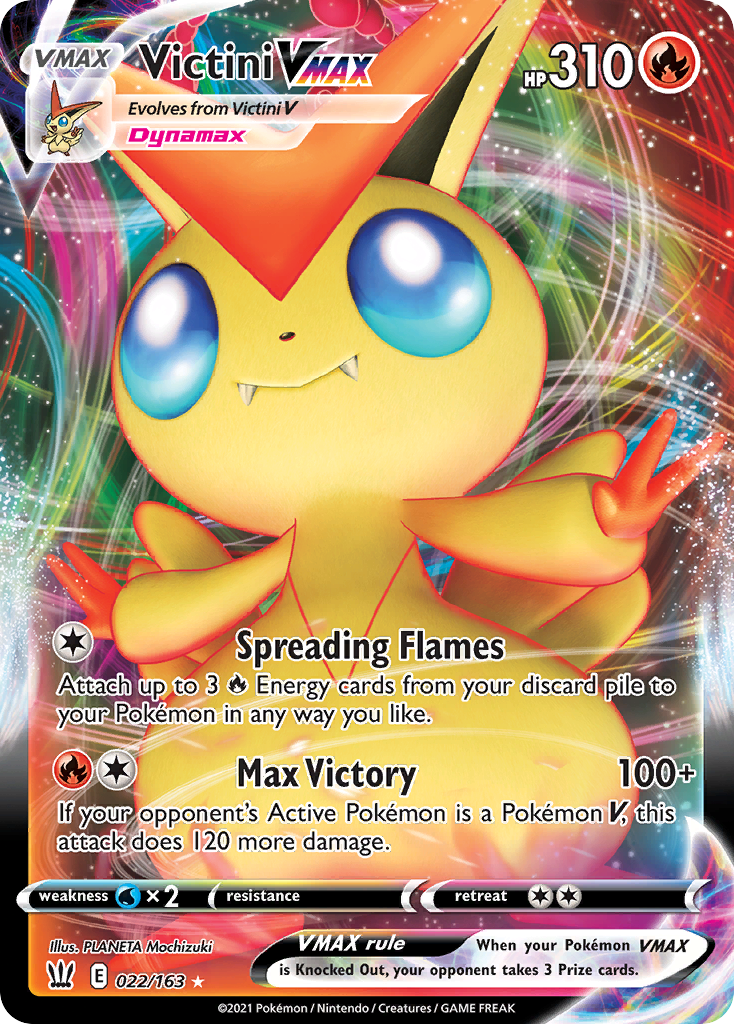 VMAX
Victini VMAX
HP 310
Evolves from Victini V
Dynamax
Spreading Flames
Attach up to 3 Energy cards from your discard pile to
your Pokémon in any way you like.
Max Victory 100+
If your opponent's Active Pokémon is a Pokémon V, this
attack does 120 more damage.
weakness ×2 resistance retreat
Illus. PLANETA Mochizuki
VMAX rule When your Pokémon VMAX
is Knocked Out, your opponent takes 3 Prize cards.
E 022/163 ★
©2021 Pokémon / Nintendo / Creatures / GAME FREAK